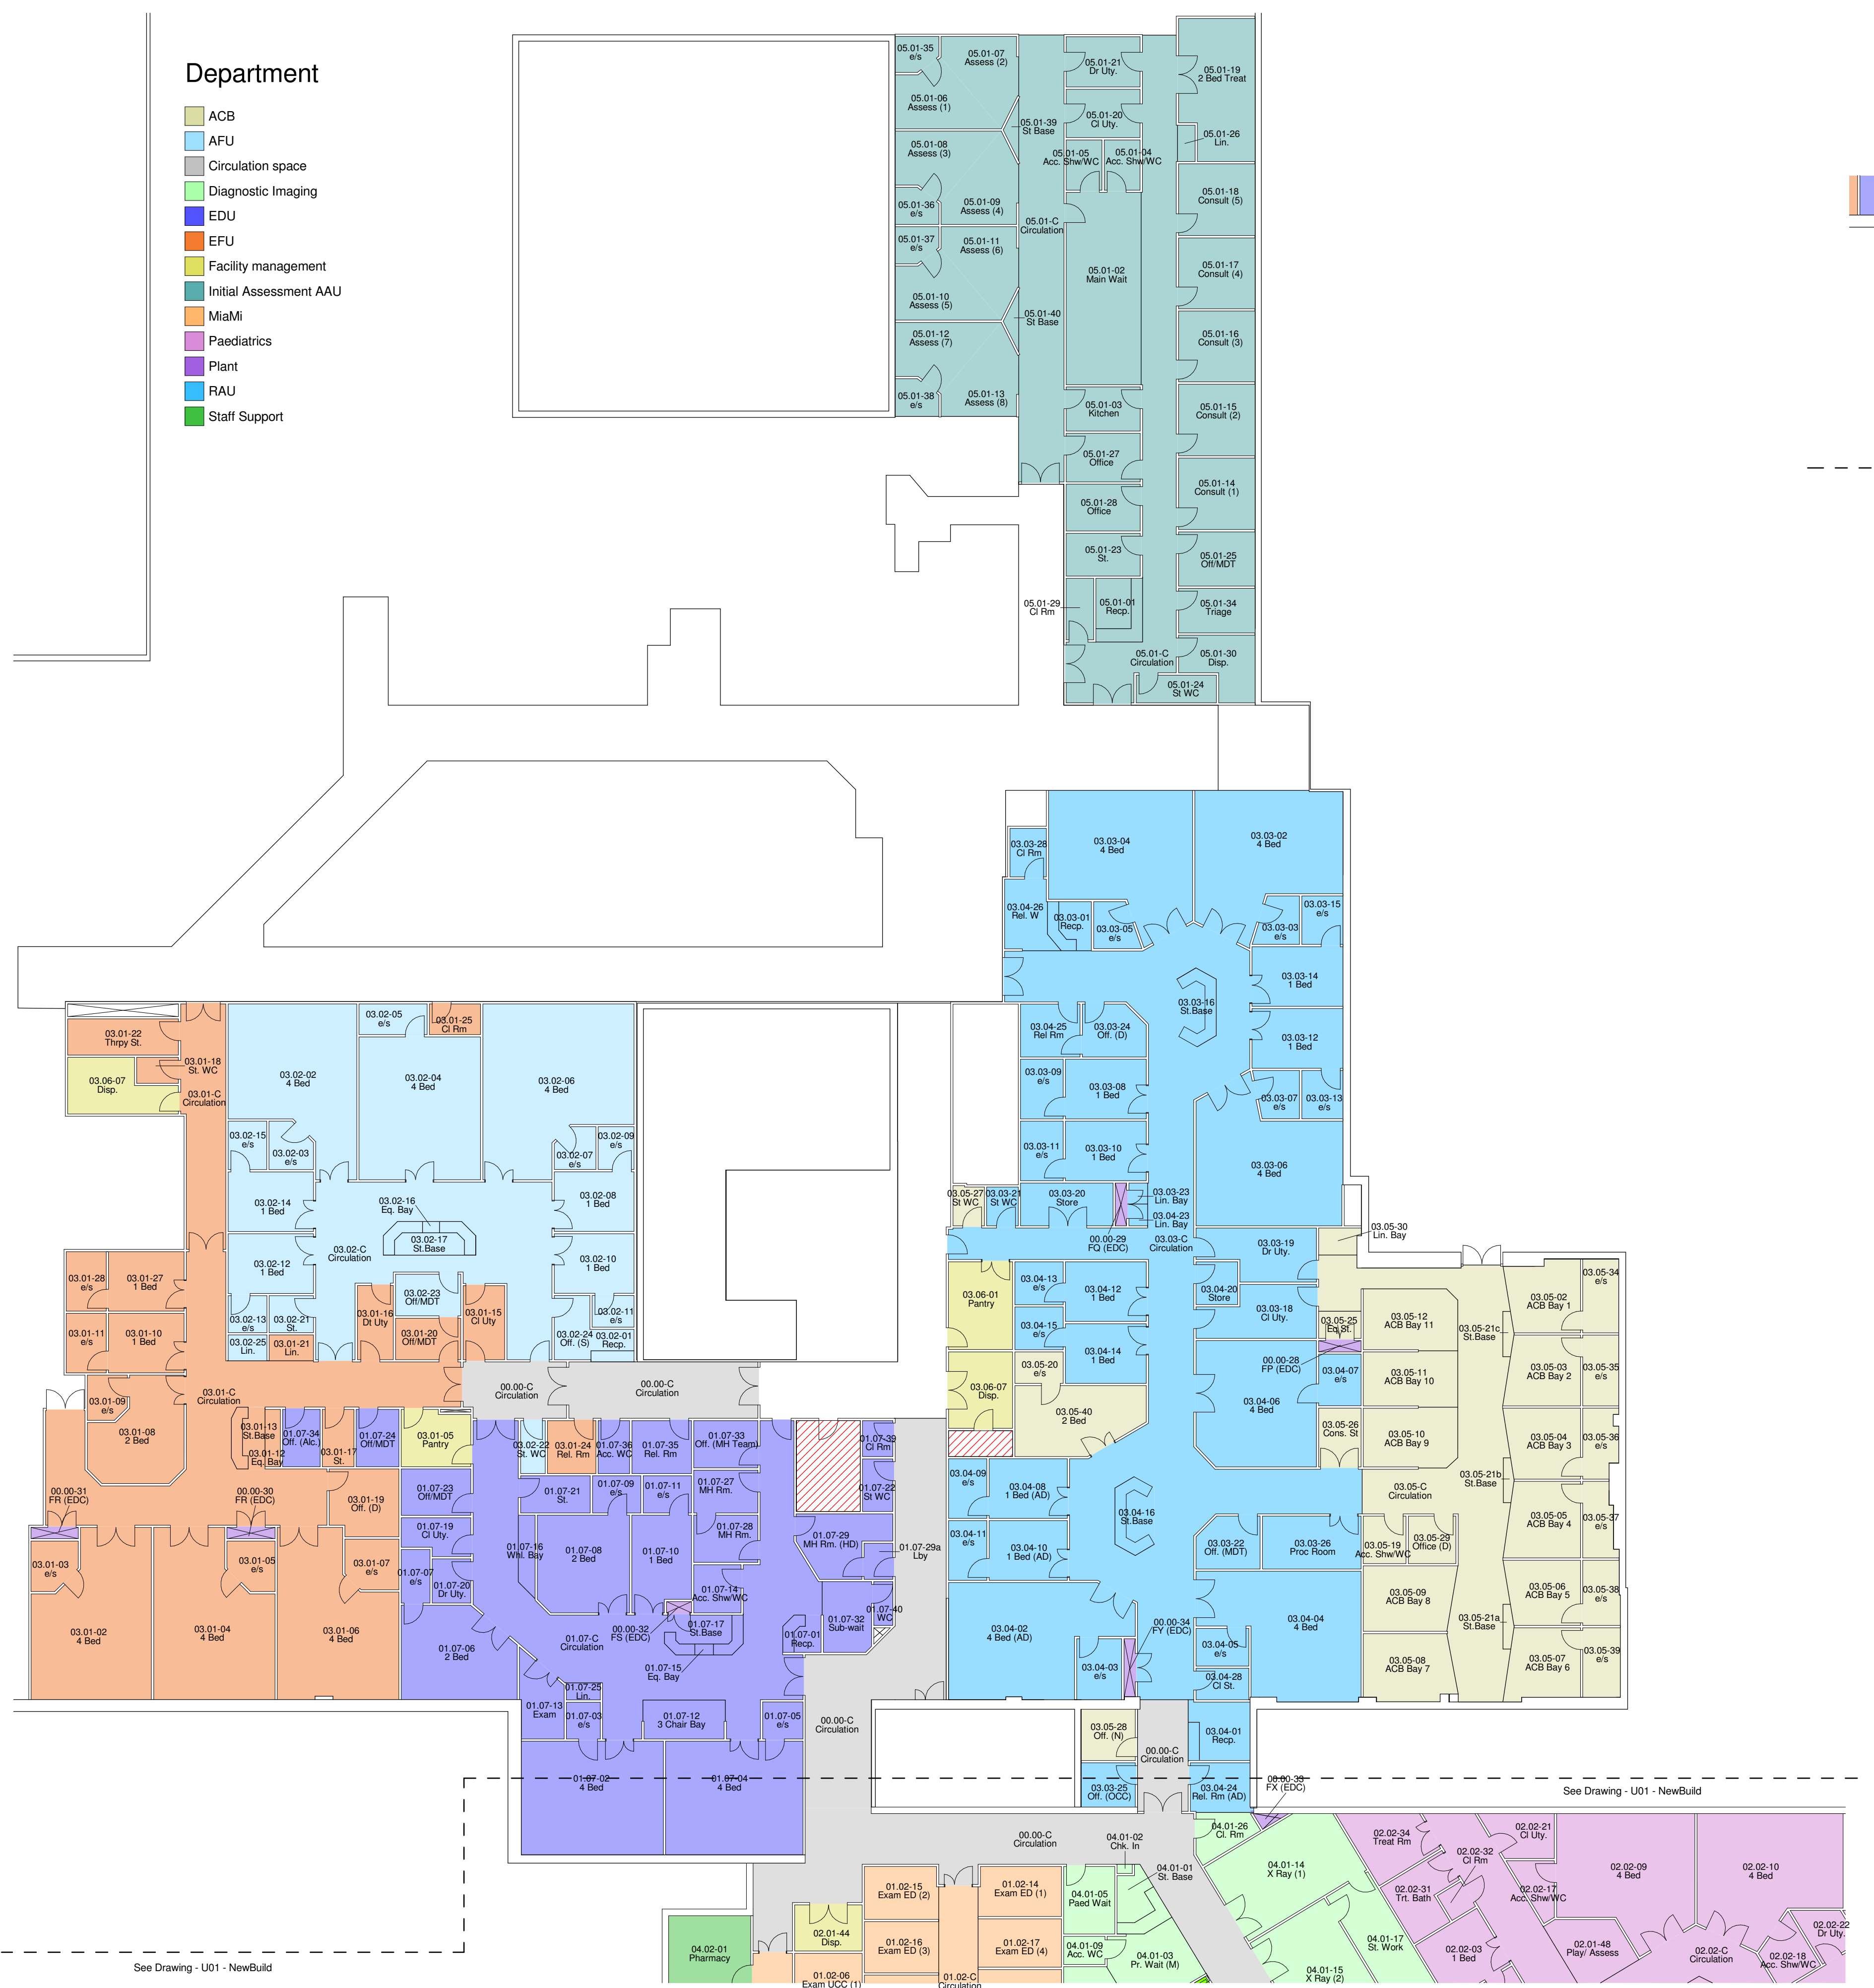 Department
ACB
AFU
Circulation space
Diagnostic Imaging
EDU
EFU
Facility management
Initial Assessment AAU
MiaMi
Paediatrics
Plant
RAU
Staff Support
05.01-35
e/s
05.01-07
Assess (2)
05.01-06
Assess (1)
05.01-08
Assess (3)
05.01-36
e/s
05.01-09
Assess (4)
05.01-37
e/s
05.01-11
Assess (6)
05.01-10
Assess (5)
05.01-12
Assess (7)
05.01-38
e/s
05.01-13
Assess (8)
05.01-39
St Base
05.01-40
St Base
05.01-C
Circulation
05.01-21
Dr Uty.
05.01-20
Cl Uty.
05.01-05
Acc. Shw/WC
05.01-04
Acc. Shw/WC
05.01-02
Main Wait
05.01-03
Kitchen
05.01-27
Office
05.01-28
Office
05.01-23
St.
05.01-29
Cl Rm
05.01-01
Recp.
05.01-19
2 Bed Treat
05.01-26
Lin.
05.01-18
Consult (5)
05.01-17
Consult (4)
05.01-16
Consult (3)
05.01-15
Consult (2)
05.01-14
Consult (1)
05.01-25
Off/MDT
05.01-34
Triage
05.01-30
Disp.
05.01-C
Circulation
05.01-24
St WC
03.03-28
Cl Rm
03.03-04
4 Bed
03.03-02
4 Bed
03.04-26
Rel. W
03.03-01
Recp.
03.03-05
e/s
03.03-03
e/s
03.03-15
e/s
03.03-14
1 Bed
03.03-16
St.Base
03.03-12
1 Bed
03.04-25
Rel Rm
03.03-24
Off. (D)
03.03-09
e/s
03.03-08
1 Bed
03.03-07
e/s
03.03-13
e/s
03.03-11
e/s
03.03-10
1 Bed
03.03-06
4 Bed
03.05-27
St WC
03.03-21
St WC
03.03-20
Store
03.03-23
Lin. Bay
03.04-23
Lin. Bay
00.00-29
FQ (EDC)
03.03-C
Circulation
03.03-19
Dr Uty.
03.05-30
Lin. Bay
03.01-22
Thrpy St.
03.01-18
St. WC
03.06-07
Disp.
03.01-C
Circulation
03.02-02
4 Bed
03.02-05
e/s
03.01-25
Cl Rm
03.02-04
4 Bed
03.02-06
4 Bed
03.02-15
e/s
03.02-03
e/s
03.02-07
e/s
03.02-09
e/s
03.02-14
1 Bed
03.02-16
Eq. Bay
03.02-08
1 Bed
03.02-17
St.Base
03.02-C
Circulation
03.02-12
1 Bed
03.02-10
1 Bed
03.01-28
e/s
03.01-27
1 Bed
03.02-23
Off/MDT
03.01-16
Dt Uty
03.01-15
Cl Uty
03.02-13
e/s
03.02-21
St.
03.02-11
e/s
03.01-11
e/s
03.01-10
1 Bed
03.02-25
Lin.
03.01-21
Lin.
03.01-20
Off/MDT
03.02-24
Off. (S)
03.02-01
Recp.
03.06-01
Pantry
03.04-13
e/s
03.04-12
1 Bed
03.04-20
Store
03.03-18
Cl Uty.
03.04-15
e/s
03.04-14
1 Bed
03.05-25
Eq St.
03.05-12
ACB Bay 11
03.05-21c
St.Base
03.05-02
ACB Bay 1
03.05-34
e/s
00.00-28
FP (EDC)
03.04-07
e/s
03.05-11
ACB Bay 10
03.05-03
ACB Bay 2
03.05-35
e/s
03.06-07
Disp.
03.05-20
e/s
03.05-40
2 Bed
03.04-06
4 Bed
03.05-26
Cons. St
03.05-10
ACB Bay 9
03.05-04
ACB Bay 3
03.05-36
e/s
03.01-09
e/s
03.01-C
Circulation
00.00-C
Circulation
00.00-C
Circulation
03.01-08
2 Bed
03.01-13
St.Base
03.01-12
Eq. Bay
01.07-34
Off. (Alc.)
03.01-17
St.
01.07-24
Off/MDT
03.01-05
Pantry
03.02-22
St. WC
03.01-24
Rel. Rm
01.07-36
Acc. WC
01.07-35
Rel. Rm
01.07-33
Off. (MH Team)
01.07-39
Cl Rm
00.00-31
FR (EDC)
00.00-30
FR (EDC)
03.01-19
Off. (D)
01.07-23
Off/MDT
01.07-21
St.
01.07-09
e/s
01.07-11
e/s
01.07-27
MH Rm.
01.07-22
St WC
01.07-19
Cl Uty.
01.07-16
Whl. Bay
01.07-08
2 Bed
01.07-10
1 Bed
01.07-28
MH Rm.
01.07-29
MH Rm. (HD)
01.07-29a
Lby
03.01-03
e/s
03.01-05
e/s
03.01-07
e/s
01.07-07
e/s
01.07-20
Dr Uty.
01.07-14
Acc. Shw/WC
01.07-32
Sub-wait
01.07-40
WC
03.01-02
4 Bed
03.01-04
4 Bed
03.01-06
4 Bed
01.07-06
2 Bed
01.07-C
Circulation
00.00-32
FS (EDC)
01.07-17
St.Base
01.07-01
Recp.
01.07-15
Eq. Bay
01.07-13
Exam
01.07-25
Lin.
01.07-03
e/s
01.07-12
3 Chair Bay
01.07-05
e/s
00.00-C
Circulation
01.07-02
4 Bed
01.07-04
4 Bed
03.04-09
e/s
03.04-08
1 Bed (AD)
03.04-16
St.Base
03.05-C
Circulation
03.05-21b
St.Base
03.05-05
ACB Bay 4
03.05-37
e/s
03.04-11
e/s
03.04-10
1 Bed (AD)
03.03-22
Off. (MDT)
03.03-26
Proc Room
03.05-19
Acc. Shw/WC
03.05-29
Office (D)
03.04-02
4 Bed (AD)
00.00-34
FY (EDC)
03.04-04
4 Bed
03.05-09
ACB Bay 8
03.05-21a
St.Base
03.05-06
ACB Bay 5
03.05-38
e/s
03.04-03
e/s
03.04-05
e/s
03.04-28
Cl St.
03.05-08
ACB Bay 7
03.05-07
ACB Bay 6
03.05-39
e/s
03.05-28
Off. (N)
00.00-C
Circulation
03.04-01
Recp.
03.03-25
Off. (OCC)
03.04-24
Rel. Rm (AD)
00.00-33
FX (EDC)
See Drawing - U01 - NewBuild
00.00-C
Circulation
04.01-02
Chk. In
04.01-26
Cl. Rm
02.02-34
Treat Rm
02.02-21
Cl Uty.
04.01-01
St. Base
04.01-14
X Ray (1)
02.02-32
Cl Rm
02.02-09
4 Bed
02.02-10
4 Bed
01.02-15
Exam ED (2)
01.02-14
Exam ED (1)
04.01-05
Paed Wait
02.02-31
Trt. Bath
02.02-17
Acc. Shw/WC
02.01-44
Disp.
01.02-16
Exam ED (3)
01.02-17
Exam ED (4)
04.01-09
Acc. WC
04.01-17
St. Work
02.02-22
Dr Uty.
04.02-01
Pharmacy
04.01-03
Pr. Wait (M)
02.02-03
1 Bed
02.01-48
Play/ Assess
02.02-C
Circulation
02.02-18
Acc. Shw/WC
See Drawing - U01 - NewBuild
01.02-06
Exam UCC (1)
01.02-C
Circulation
04.01-15
X Ray (2)